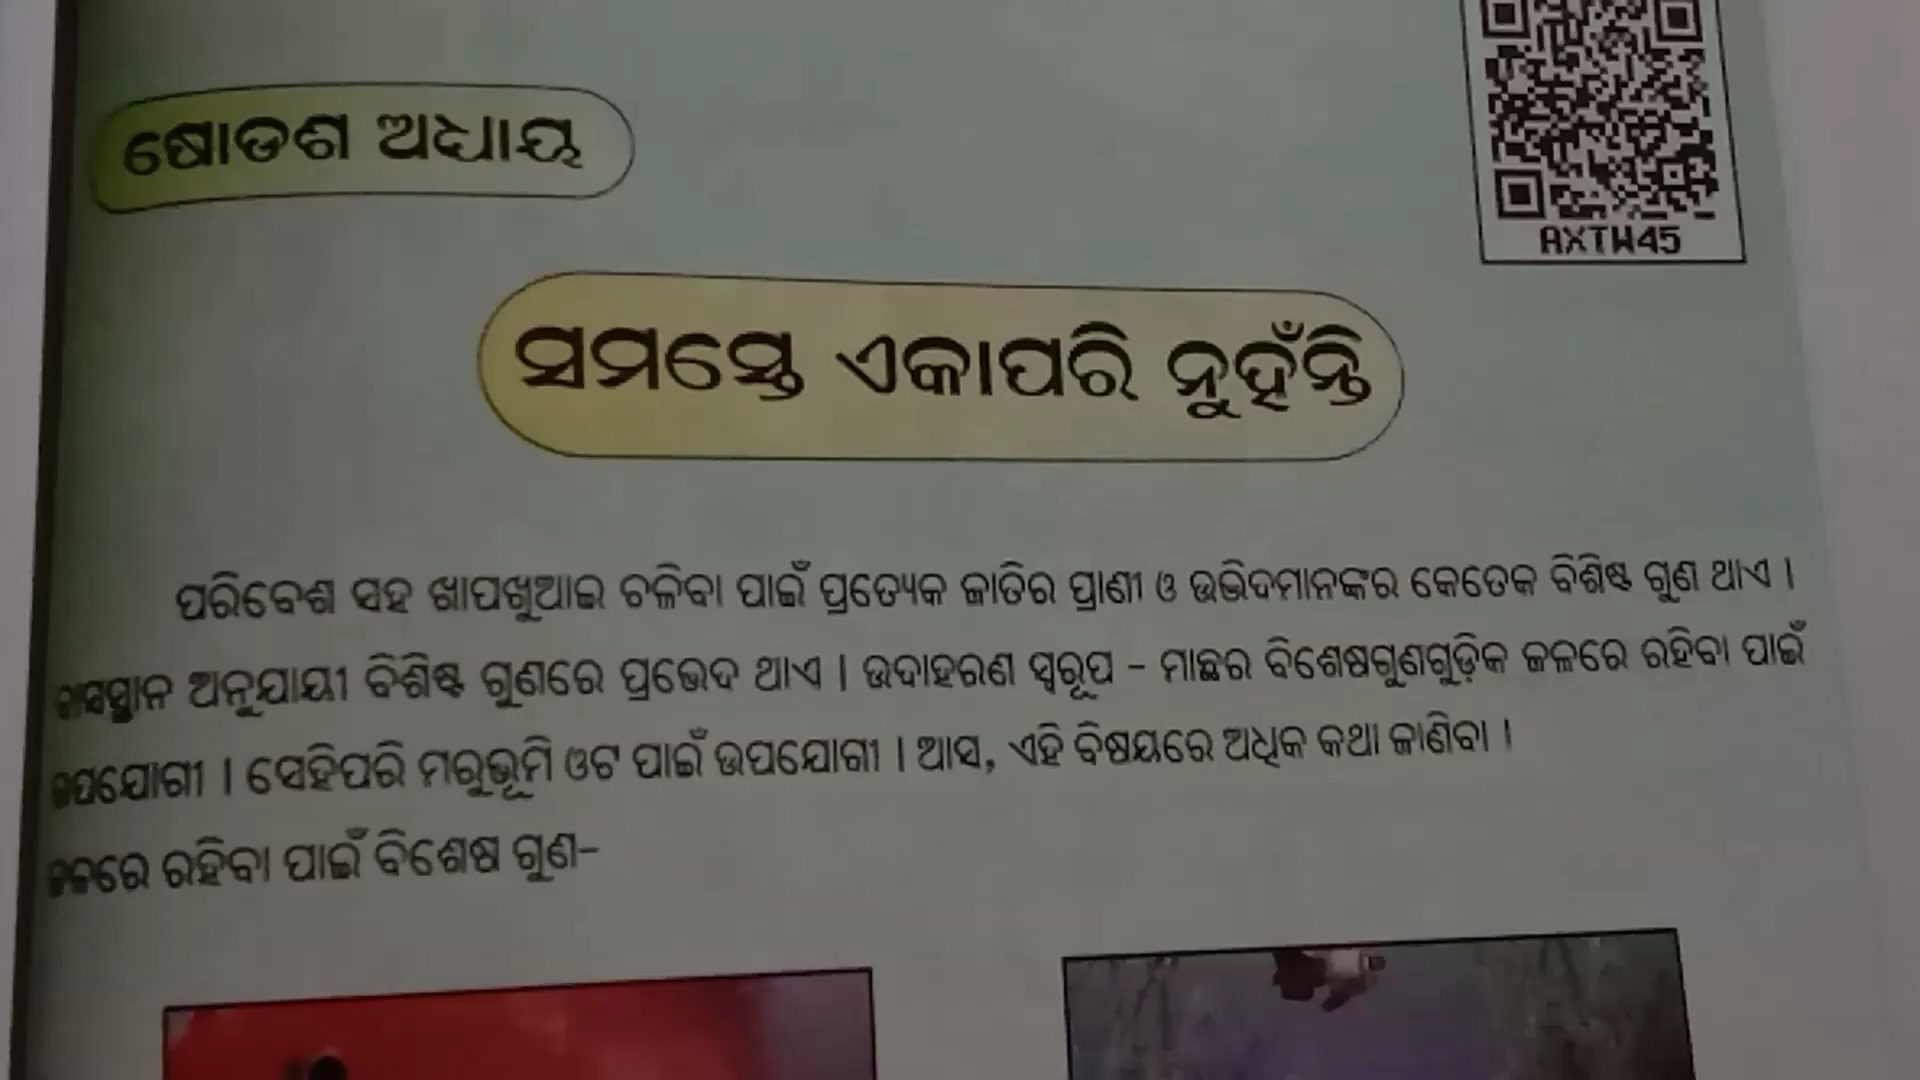 ଷୋଡଶ ଅଧ୍ୟାୟ
AXTW45
ସମସ୍ତେ ଏକାପରି ନୁହଁନ୍ତି
ପରିବେଶ ସହ ଖାପଖୁଆଇ ଚଳିବା ପାଇଁ ପ୍ରତ୍ୟେକ ଜାତିର ପ୍ରାଣୀ ଓ ଉଦ୍ଭିଦମାନଙ୍କର କେତେକ ବିଶିଷ୍ଟ ଗୁଣ ଥାଏ ।
ବାସସ୍ଥାନ ଅନୁଯାୟୀ ବିଶିଷ୍ଟ ଗୁଣରେ ପ୍ରଭେଦ ଥାଏ । ଉଦାହରଣ ସ୍ୱରୂପ - ମାଛର ବିଶେଷଗୁଣଗୁଡ଼ିକ ଜଳରେ ରହିବା ପାଇଁ
ଉପଯୋଗୀ । ସେହିପରି ମରୁଭୂମି ଓଟ ପାଇଁ ଉପଯୋଗୀ । ଆସ, ଏହି ବିଷୟରେ ଅଧିକ କଥା ଜାଣିବା ।
ଜଳରେ ରହିବା ପାଇଁ ବିଶେଷ ଗୁଣ-